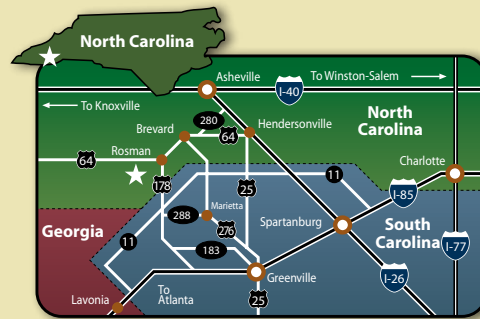 North Carolina
Asheville
To Winston-Salem
I-40
To Knoxville
280
North
Carolina
Brevard
64
Hendersonville
Rosman
64
Charlotte
178
11
25
I-85
Marietta
288
276
Spartanburg
South
Carolina
Georgia
11
183
I-77
Greenville
I-26
Lavonia
To
Atlanta
25